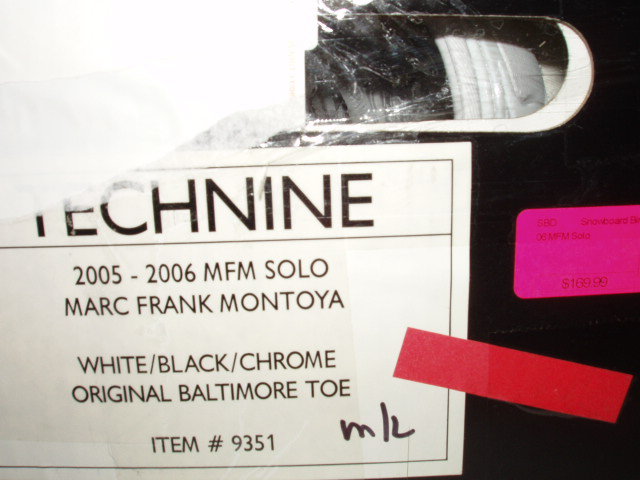 TECHNINE
2005 - 2006 MFM SOLO
MARC FRANK MONTOYA
WHITE/BLACK/CHROME
ORIGINAL BALTIMORE TOE
ITEM # 9351
m/L
SBD Snowboard Bi
06 MFM Solo
$169.99